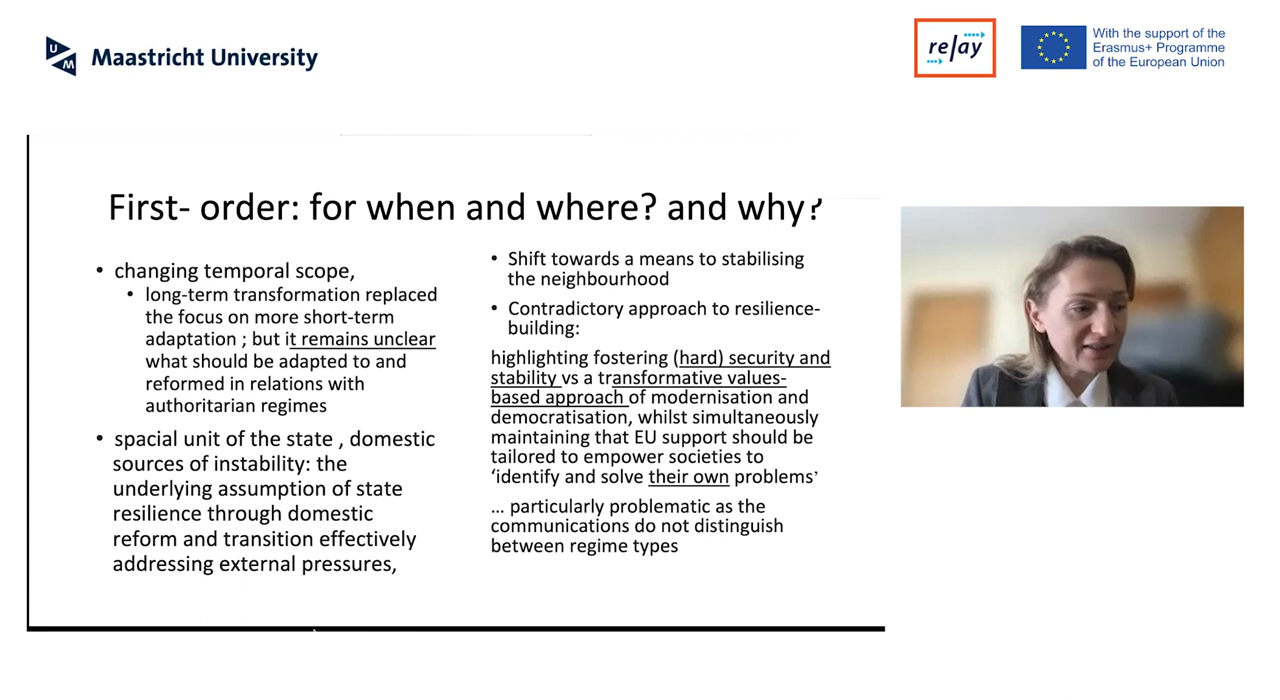 U
M
Maastricht University
relay
With the support of the
Erasmus+ Programme
of the European Union
First- order: for when and where? and why?
• changing temporal scope,
• long-term transformation replaced
the focus on more short-term
adaptation ; but it remains unclear
what should be adapted to and
reformed in relations with
authoritarian regimes
• spacial unit of the state , domestic
sources of instability: the
underlying assumption of state
resilience through domestic
reform and transition effectively
addressing external pressures,
• Shift towards a means to stabilising
the neighbourhood
• Contradictory approach to resilience-
building:
highlighting fostering (hard) security and
stability vs a transformative values-
based approach of modernisation and
democratisation, whilst simultaneously
maintaining that EU support should be
tailored to empower societies to
‘identify and solve their own problems’
... particularly problematic as the
communications do not distinguish
between regime types